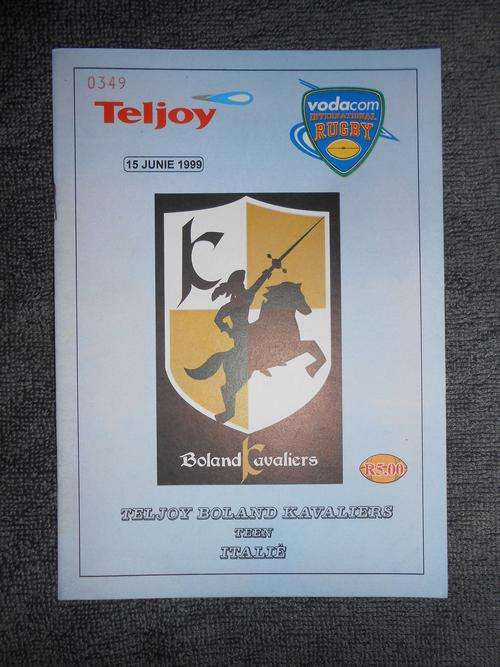 0349
Teljoy
vodacom
INTERNATIONAL
RUGBY
15 JUNIE 1999
K
Boland Kavaliers
R5.00
TELJOY BOLAND KAVALIERS
TEEN
ITALIË